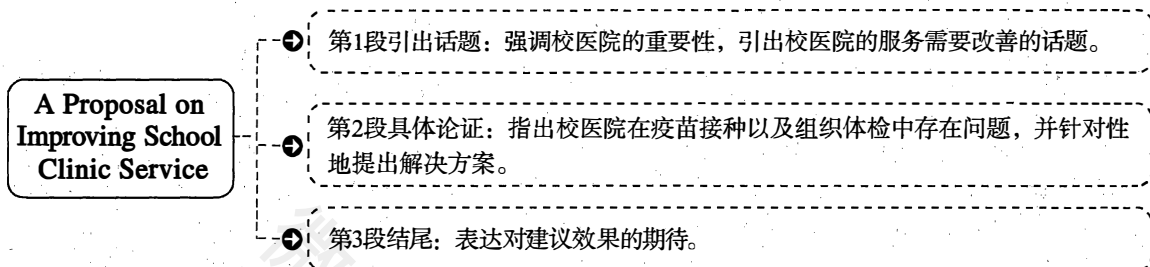 A Proposal on
Improving School
Clinic Service
第1段引出话题：强调校医院的重要性，引出校医院的服务需要改善的话题。
第2段具体论证：指出校医院在疫苗接种以及组织体检中存在问题，并针对性
地提出解决方案。
第3段结尾：表达对建议效果的期待。